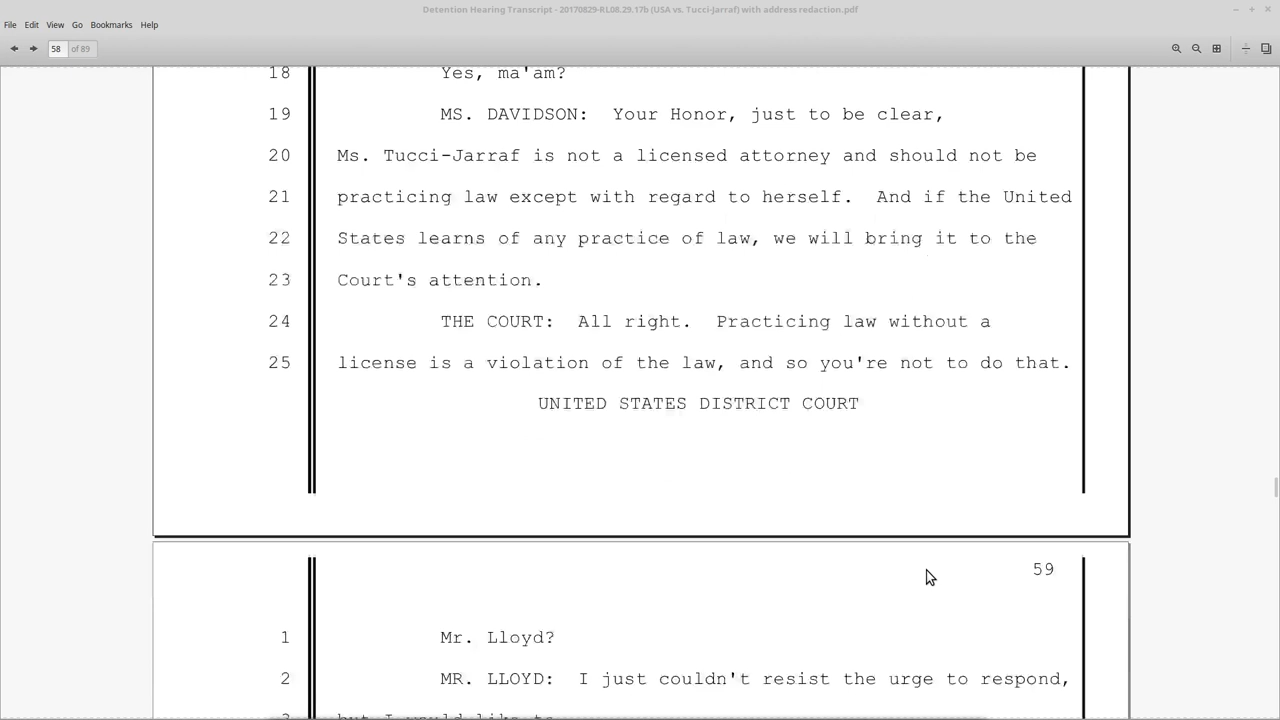 Detention Hearing Transcript - 20170829-RL08.29.17b (USA vs. Tucci-Jarraf) with address redaction.pdf
File Edit View Go Bookmarks Help
58 of 89
18 Yes, ma'am?
19 MS. DAVIDSON: Your Honor, just to be clear,
20 Ms. Tucci-Jarraf is not a licensed attorney and should not be
21 practicing law except with regard to herself. And if the United
22 States learns of any practice of law, we will bring it to the
23 Court's attention.
24 THE COURT: All right. Practicing law without a
25 license is a violation of the law, and so you're not to do that.
UNITED STATES DISTRICT COURT
59
1 Mr. Lloyd?
2 MR. LLOYD: I just couldn't resist the urge to respond,
3 but I would like to